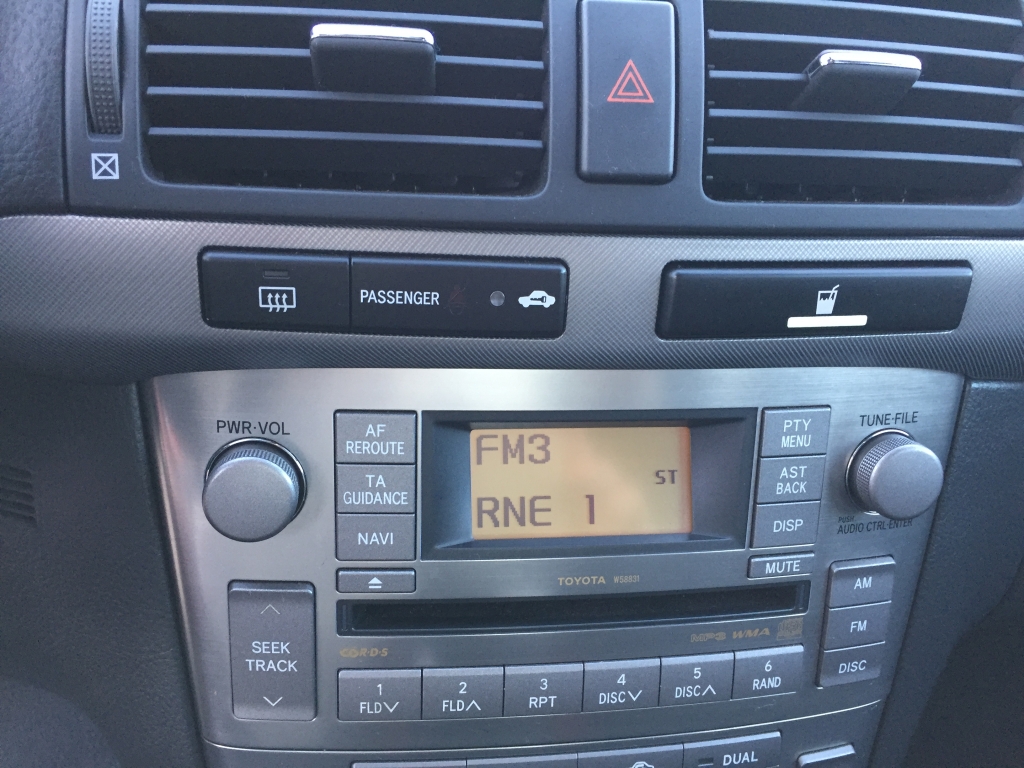 PASSENGER
PWR·VOL
AF
REROUTE
TA
GUIDANCE
NAVI
FM3
ST
RNE 1
PTY
MENU
AST
BACK
DISP
MUTE
TUNE·FILE
PUSH
AUDIO CTRL·ENTER
TOYOTA W58831
MP3 WMA
R·D·S
SEEK
TRACK
AM
FM
DISC
1
FLD
2
FLD
3
RPT
4
DISC
5
DISC
6
RAND
DUAL